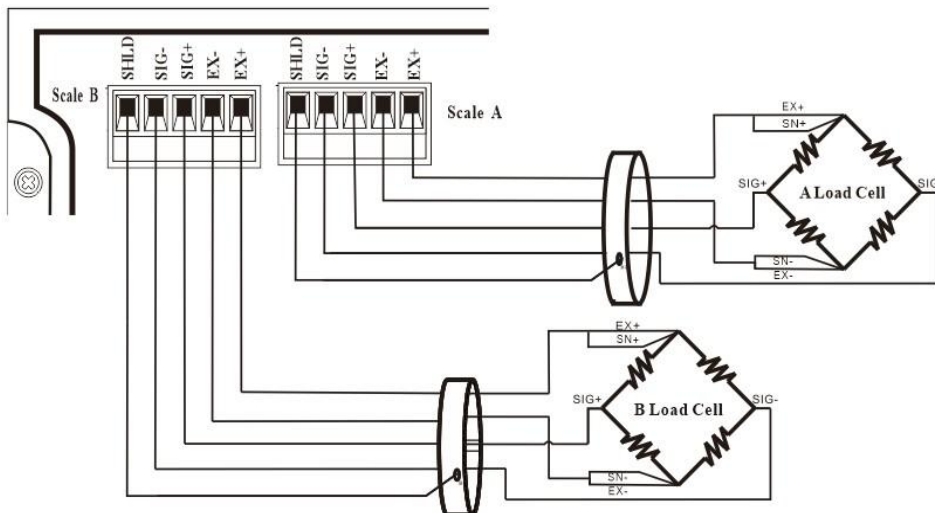 Scale B
SHLD
SIG-
SIG+
EX-
EX+
SHLD
SIG-
SIG+
EX-
EX+
Scale A
EX+
SN+
SIG+
A Load Cell
SIG
SN-
EX-
EX+
SN+
SIG+
B Load Cell
SIG-
SN-
EX-